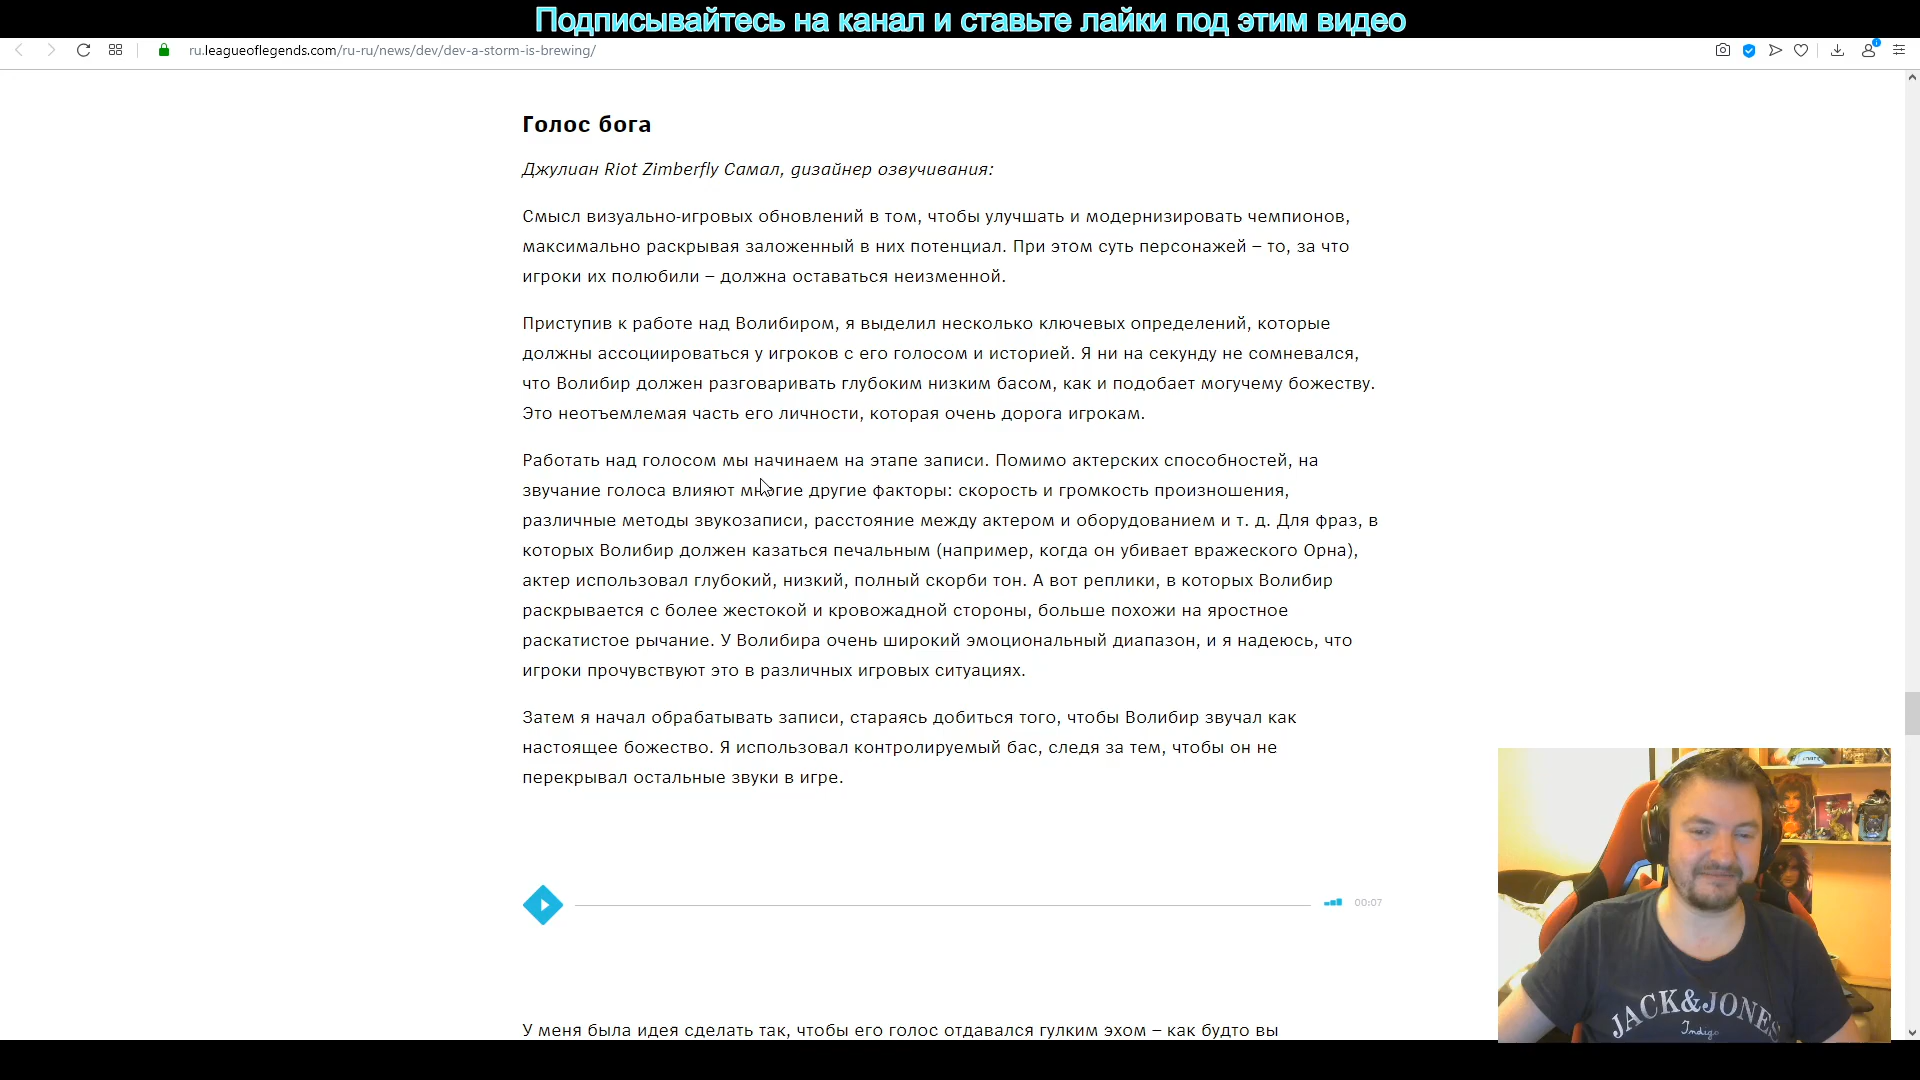 Подписывайтесь на канал и ставьте лайки под этим видео
ru.leagueoflegends.com/ru-ru/news/dev/dev-a-storm-is-brewing/
Голос бога
Джулиан Riot Zimberfly Самал, дизайнер озвучивания:
Смысл визуально-игровых обновлений в том, чтобы улучшать и модернизировать чемпионов,
максимально раскрывая заложенный в них потенциал. При этом суть персонажей – то, за что
игроки их полюбили – должна оставаться неизменной.
Приступив к работе над Волибиром, я выделил несколько ключевых определений, которые
должны ассоциироваться у игроков с его голосом и историей. Я ни на секунду не сомневался,
что Волибир должен разговаривать глубоким низким басом, как и подобает могучему божеству.
Это неотъемлемая часть его личности, которая очень дорога игрокам.
Работать над голосом мы начинаем на этапе записи. Помимо актерских способностей, на
звучание голоса влияют многие другие факторы: скорость и громкость произношения,
различные методы звукозаписи, расстояние между актером и оборудованием и т. д. Для фраз, в
которых Волибир должен казаться печальным (например, когда он убивает вражеского Орна),
актер использовал глубокий, низкий, полный скорби тон. А вот реплики, в которых Волибир
раскрывается с более жестокой и кровожадной стороны, больше похожи на яростное
раскатистое рычание. У Волибира очень широкий эмоциональный диапазон, и я надеюсь, что
игроки прочувствуют это в различных игровых ситуациях.
Затем я начал обрабатывать записи, стараясь добиться того, чтобы Волибир звучал как
настоящее божество. Я использовал контролируемый бас, следя за тем, чтобы он не
перекрывал остальные звуки в игре.
00:07
У меня была идея сделать так, чтобы его голос отдавался гулким эхом – как будто вы
JACK&JONES
Indigo